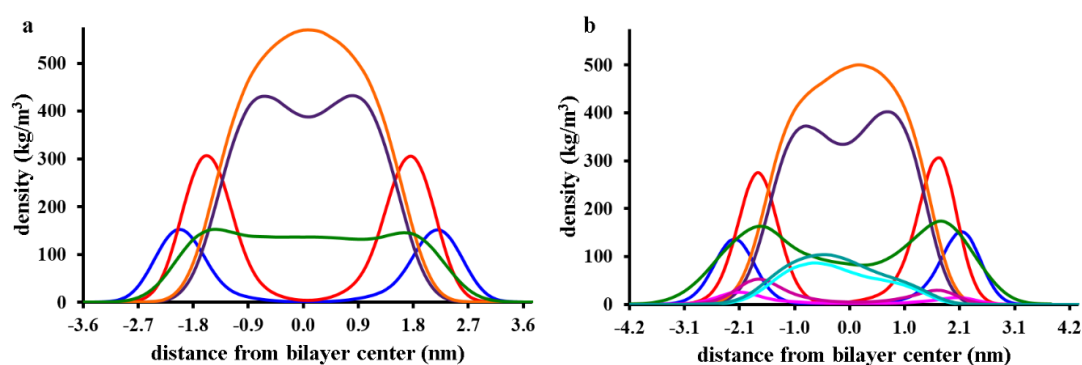 a
density (kg/m3)
500
400
300
200
100
0
-3.6 -2.7 -1.8 -0.9 0.0 0.9 1.8 2.7 3.6
distance from bilayer center (nm)
b
density (kg/m3)
500
400
300
200
100
0
-4.2 -3.1 -2.1 -1.0 0.0 1.0 2.1 3.1 4.2
distance from bilayer center (nm)